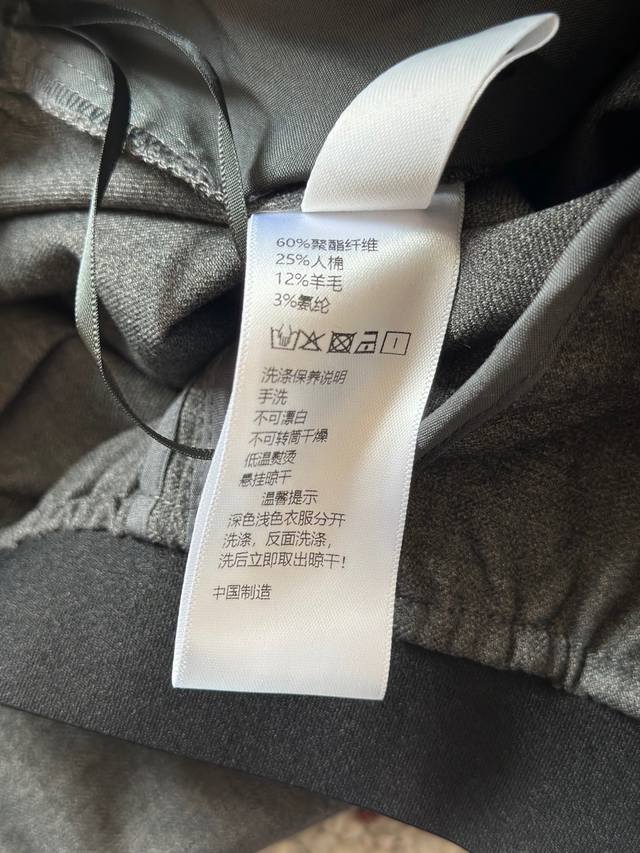 60%聚酯纤维
25%人棉
12%羊毛
3%氨纶
洗涤保养说明
手洗
不可漂白
不可转筒干燥
低温熨烫
悬挂晾干
温馨提示
深色浅色衣服分开
洗涤，反面洗涤，
洗后立即取出晾干！
中国制造